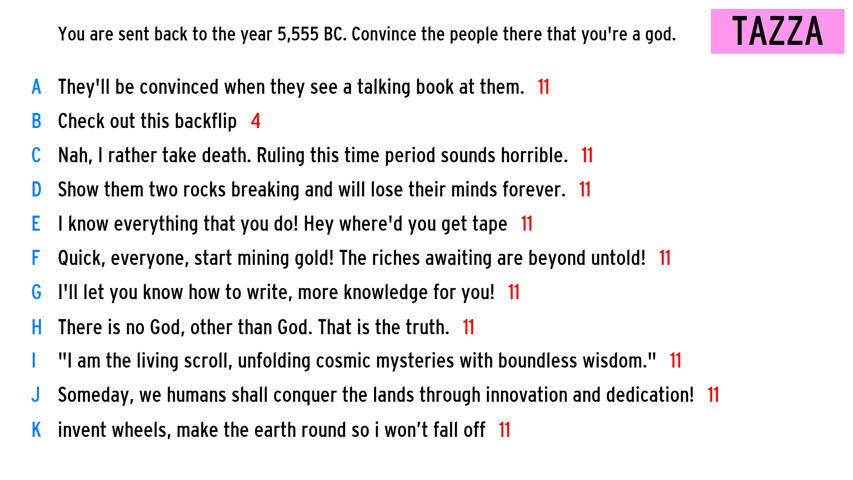 You are sent back to the year 5,555 BC. Convince the people there that you're a god.
TAZZA
A They'll be convinced when they see a talking book at them. 11
B Check out this backflip 4
C Nah, I rather take death. Ruling this time period sounds horrible. 11
D Show them two rocks breaking and will lose their minds forever. 11
E I know everything that you do! Hey where'd you get tape 11
F Quick, everyone, start mining gold! The riches awaiting are beyond untold! 11
G I'll let you know how to write, more knowledge for you! 11
H There is no God, other than God. That is the truth. 11
I "I am the living scroll, unfolding cosmic mysteries with boundless wisdom." 11
J Someday, we humans shall conquer the lands through innovation and dedication! 11
K invent wheels, make the earth round so i won’t fall off 11